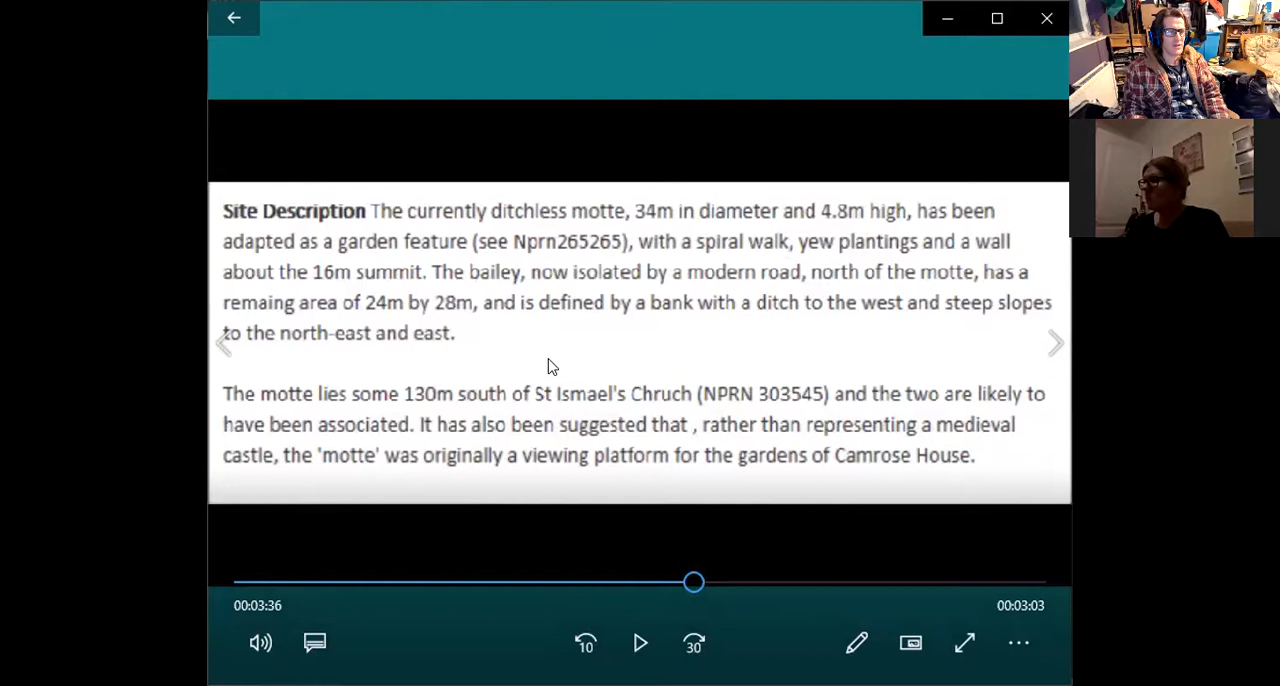 Site Description The currently ditchless motte, 34m in diameter and 4.8m high, has been
adapted as a garden feature (see Nprn265265), with a spiral walk, yew plantings and a wall
about the 16m summit. The bailey, now isolated by a modern road, north of the motte, has a
remaing area of 24m by 28m, and is defined by a bank with a ditch to the west and steep slopes
to the north-east and east.
The motte lies some 130m south of St Ismael's Chruch (NPRN 303545) and the two are likely to
have been associated. It has also been suggested that , rather than representing a medieval
castle, the 'motte' was originally a viewing platform for the gardens of Camrose House.
00:03:36
00:03:03
10
30